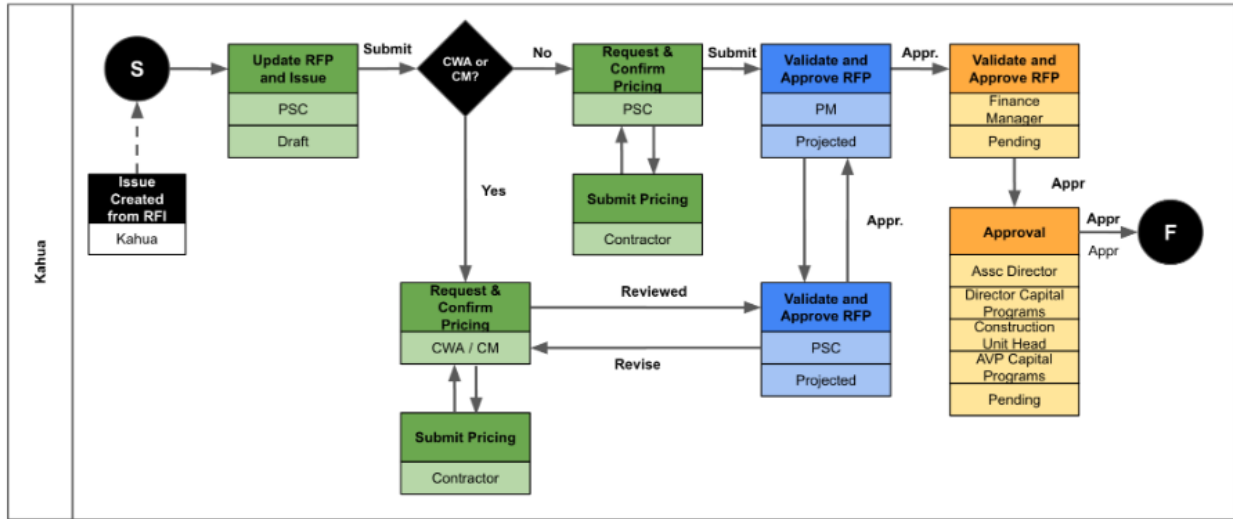 Kahua
S
Issue
Created
from RFI
Kahua
Update RFP
and Issue
PSC
Draft
Submit
CWA or
CM?
No
Yes
Request &
Confirm
Pricing
PSC
Submit Pricing
Contractor
Submit
Validate and
Approve RFP
PM
Projected
Appr.
Validate and
Approve RFP
Finance
Manager
Pending
Appr
Approval
Assc Director
Director Capital
Programs
Construction
Unit Head
AVP Capital
Programs
Pending
Appr
Appr
F
Request &
Confirm
Pricing
CWA / CM
Submit Pricing
Contractor
Reviewed
Revise
Validate and
Approve RFP
PSC
Projected
Appr.